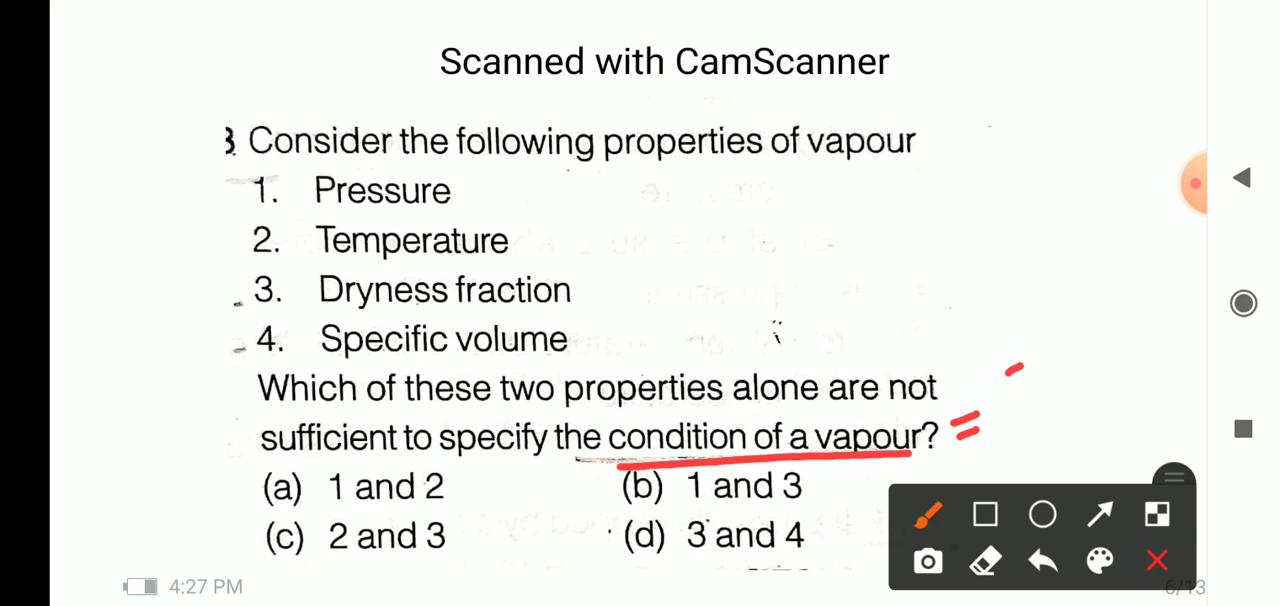 Scanned with CamScanner
3 Consider the following properties of vapour
1. Pressure
2. Temperature
3. Dryness fraction
4. Specific volume
Which of these two properties alone are not
sufficient to specify the condition of a vapour?
(a) 1 and 2 (b) 1 and 3
(c) 2 and 3 (d) 3 and 4
4:27 PM
6/13